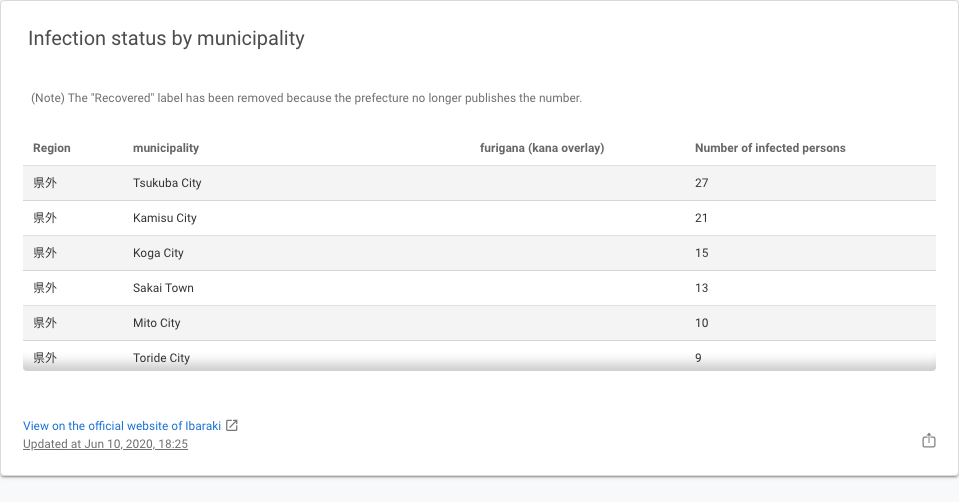 Infection status by municipality
(Note) The "Recovered" label has been removed because the prefecture no longer publishes the number.
Region municipality furigana (kana overlay) Number of infected persons
県外 Tsukuba City 27
県外 Kamisu City 21
県外 Koga City 15
県外 Sakai Town 13
県外 Mito City 10
県外 Toride City 9
View on the official website of Ibaraki
Updated at Jun 10, 2020, 18:25